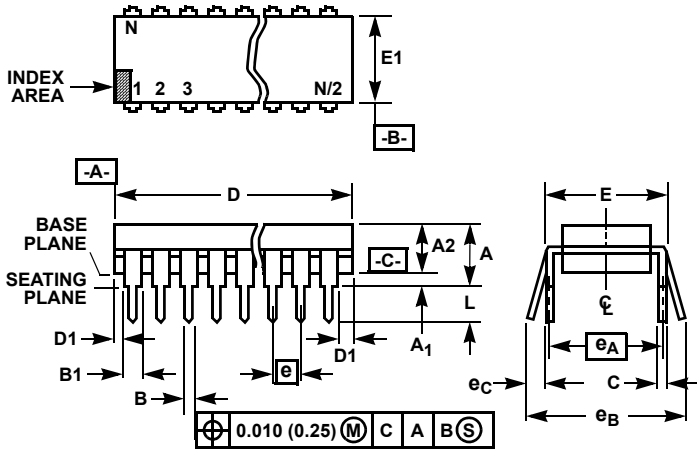 N
E1
INDEX
AREA
1 2 3 N/2
-B-
-A-
D
E
BASE
PLANE
A2
A
-C-
SEATING
PLANE
L
C̲L
D1
A1
D1
eA
B1
e
eC
C
B
eB
0.010 (0.25) Ⓜ C A B Ⓢ